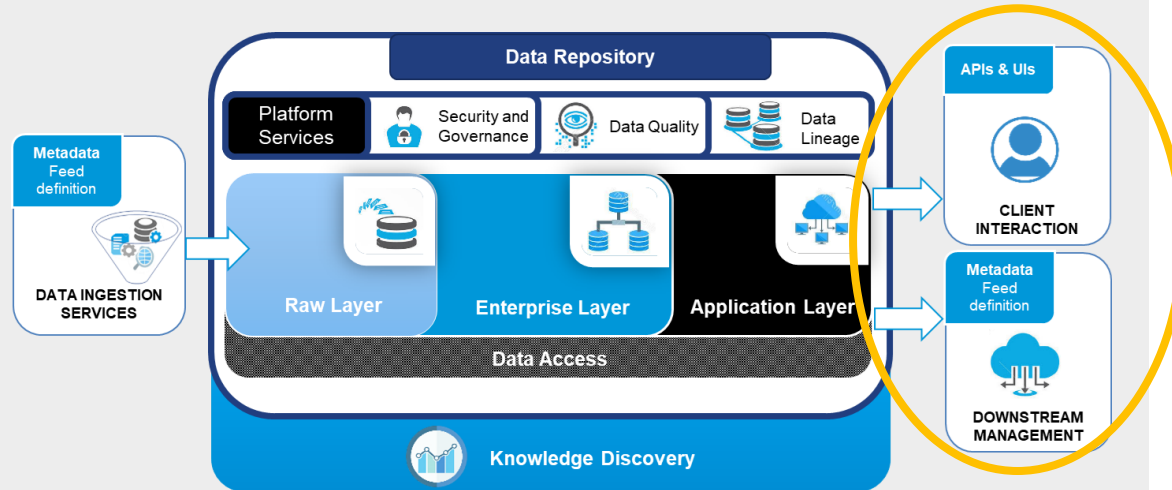 Data Repository
Platform
Services
Security and
Governance
Data Quality
Data
Lineage
Metadata
Feed
definition
DATA INGESTION
SERVICES
Raw Layer
Enterprise Layer
Application Layer
Data Access
Knowledge Discovery
APIs & UIs
CLIENT
INTERACTION
Metadata
Feed
definition
DOWNSTREAM
MANAGEMENT